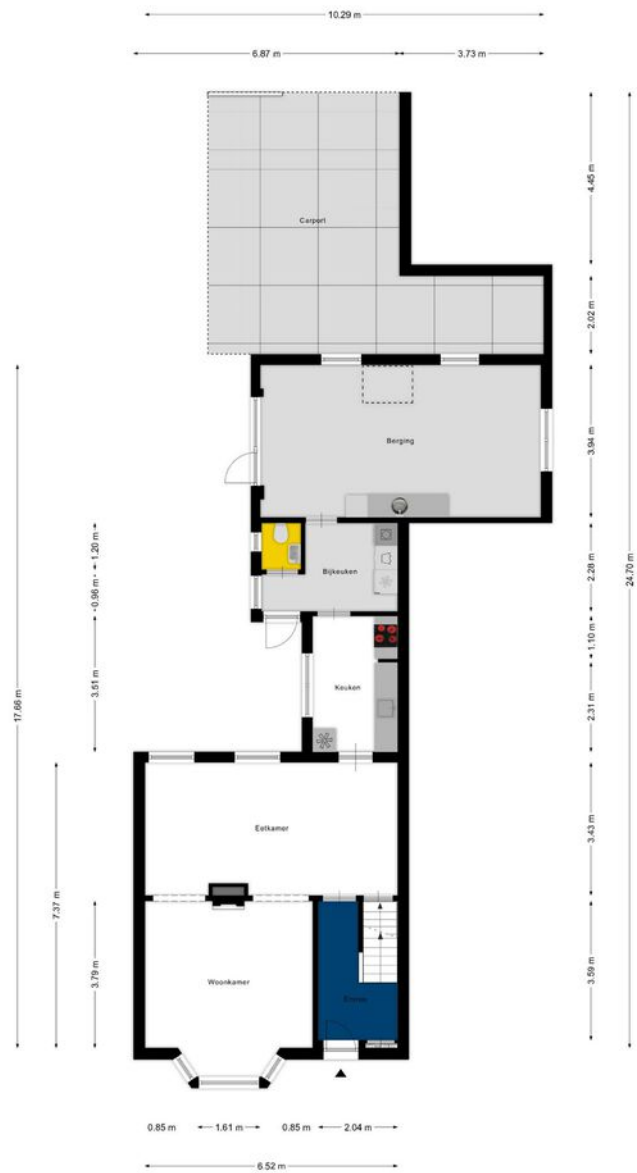 10.29 m
6.87 m
3.73 m
4.45 m
Carport
2.02 m
Berging
3.94 m
1.20 m
Bijkeuken
0.96 m
2.28 m
24.70 m
17.66 m
3.51 m
1.10 m
Keuken
2.31 m
Eetkamer
3.43 m
7.37 m
3.79 m
Woonkamer
Entree
3.59 m
0.85 m
1.61 m
0.85 m
2.04 m
6.52 m